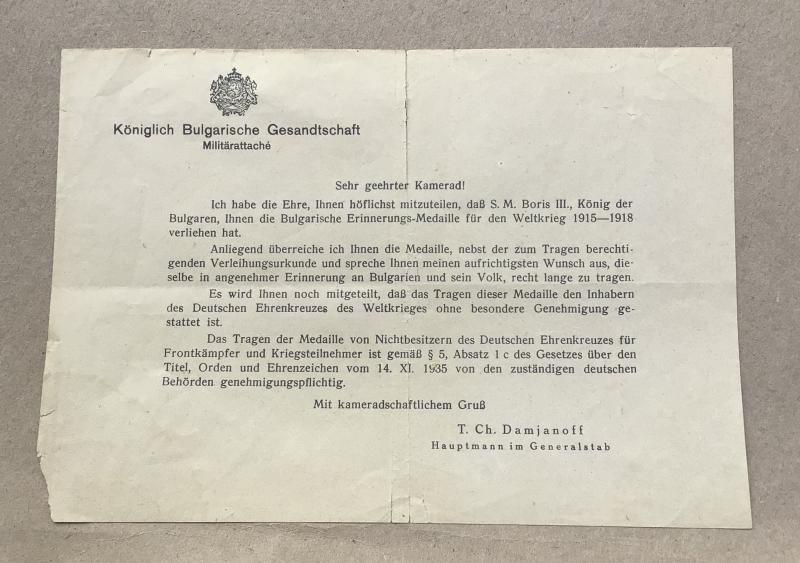 Königlich Bulgarische Gesandtschaft
Militärattaché
Sehr geehrter Kamerad!
Ich habe die Ehre, Ihnen höflichst mitzuteilen, daß S. M. Boris III., König der
Bulgaren, Ihnen die Bulgarische Erinnerungs-Medaille für den Weltkrieg 1915—1918
verliehen hat.
Anliegend überreiche ich Ihnen die Medaille, nebst der zum Tragen berechti-
genden Verleihungsurkunde und spreche Ihnen meinen aufrichtigsten Wunsch aus, die-
selbe in angenehmer Erinnerung an Bulgarien und sein Volk, recht lange zu tragen.
Es wird Ihnen noch mitgeteilt, daß das Tragen dieser Medaille den Inhabern
des Deutschen Ehrenkreuzes des Weltkrieges ohne besondere Genehmigung ge-
stattet ist.
Das Tragen der Medaille von Nichtbesitzern des Deutschen Ehrenkreuzes für
Frontkämpfer und Kriegsteilnehmer ist gemäß § 5, Absatz 1 c des Gesetzes über den
Titel, Orden und Ehrenzeichen vom 14. XI. 1935 von den zuständigen deutschen
Behörden genehmigungspflichtig.
Mit kameradschaftlichem Gruß
T. Ch. Damjanoff
Hauptmann im Generalstab